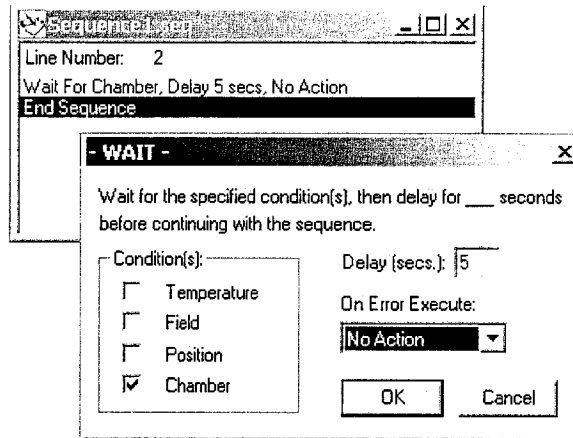 Sequence1.seq
Line Number: 2
Wait For Chamber, Delay 5 secs, No Action
End Sequence
- WAIT -
Wait for the specified condition(s), then delay for ___ seconds
before continuing with the sequence.
Condition(s):
Temperature
Field
Position
Chamber
Delay (secs.): 5
On Error Execute:
No Action
OK
Cancel